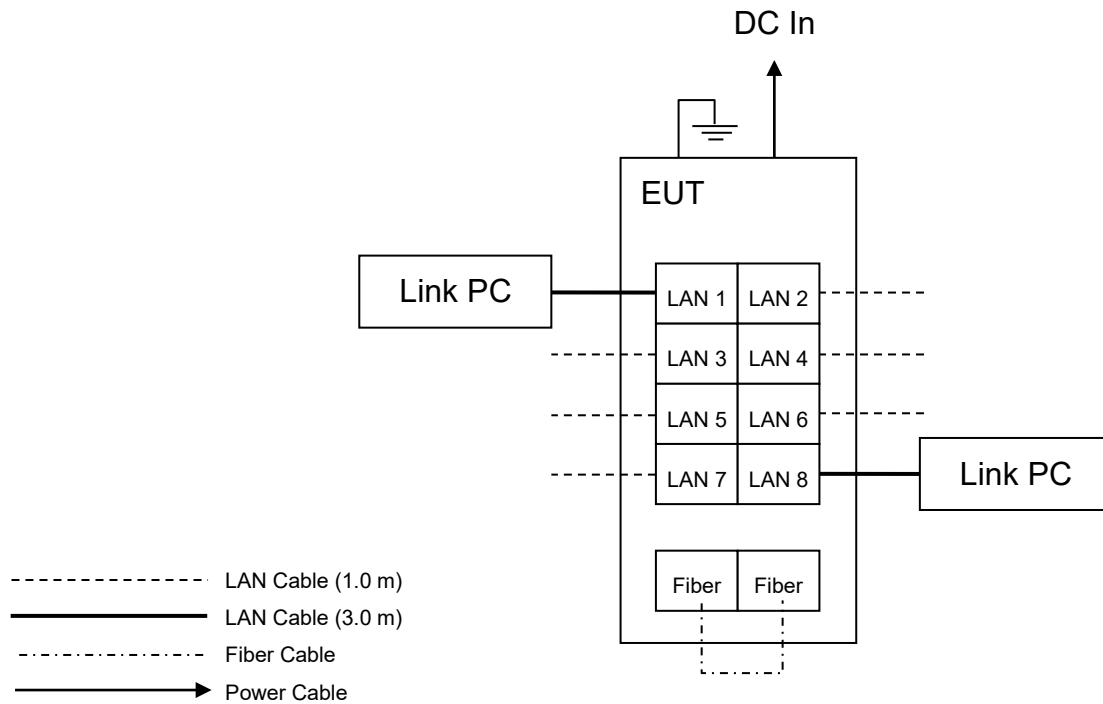 DC In
EUT
Link PC
LAN 1 LAN 2
LAN 3 LAN 4
LAN 5 LAN 6
LAN 7 LAN 8
Link PC
Fiber Fiber
LAN Cable (1.0 m)
LAN Cable (3.0 m)
Fiber Cable
Power Cable